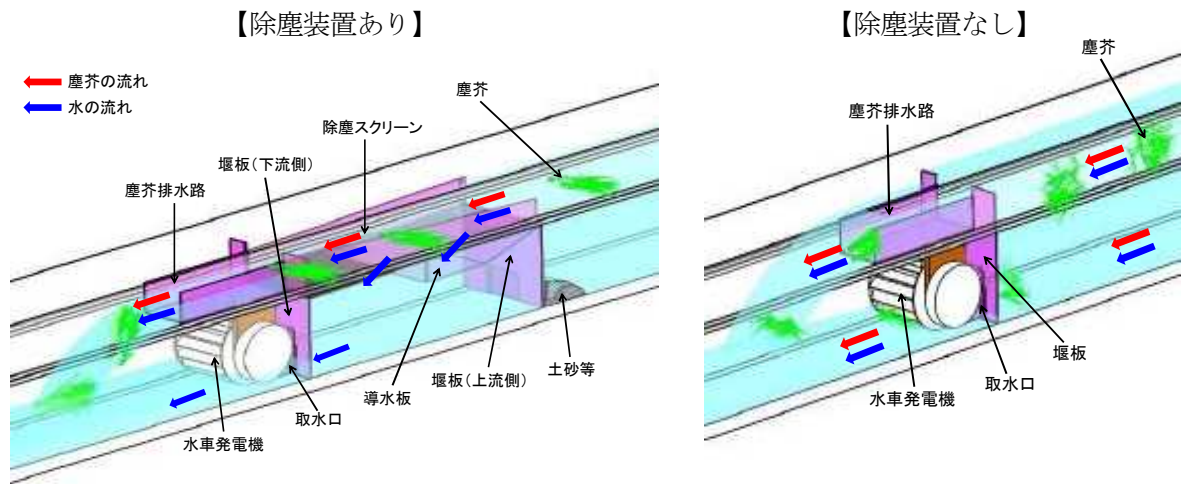 【除塵装置あり】
塵芥の流れ
水の流れ
塵芥
除塵スクリーン
堰板(下流側)
塵芥排水路
水車発電機
取水口
導水板
堰板(上流側)
土砂等
【除塵装置なし】
塵芥
塵芥排水路
堰板
取水口
水車発電機